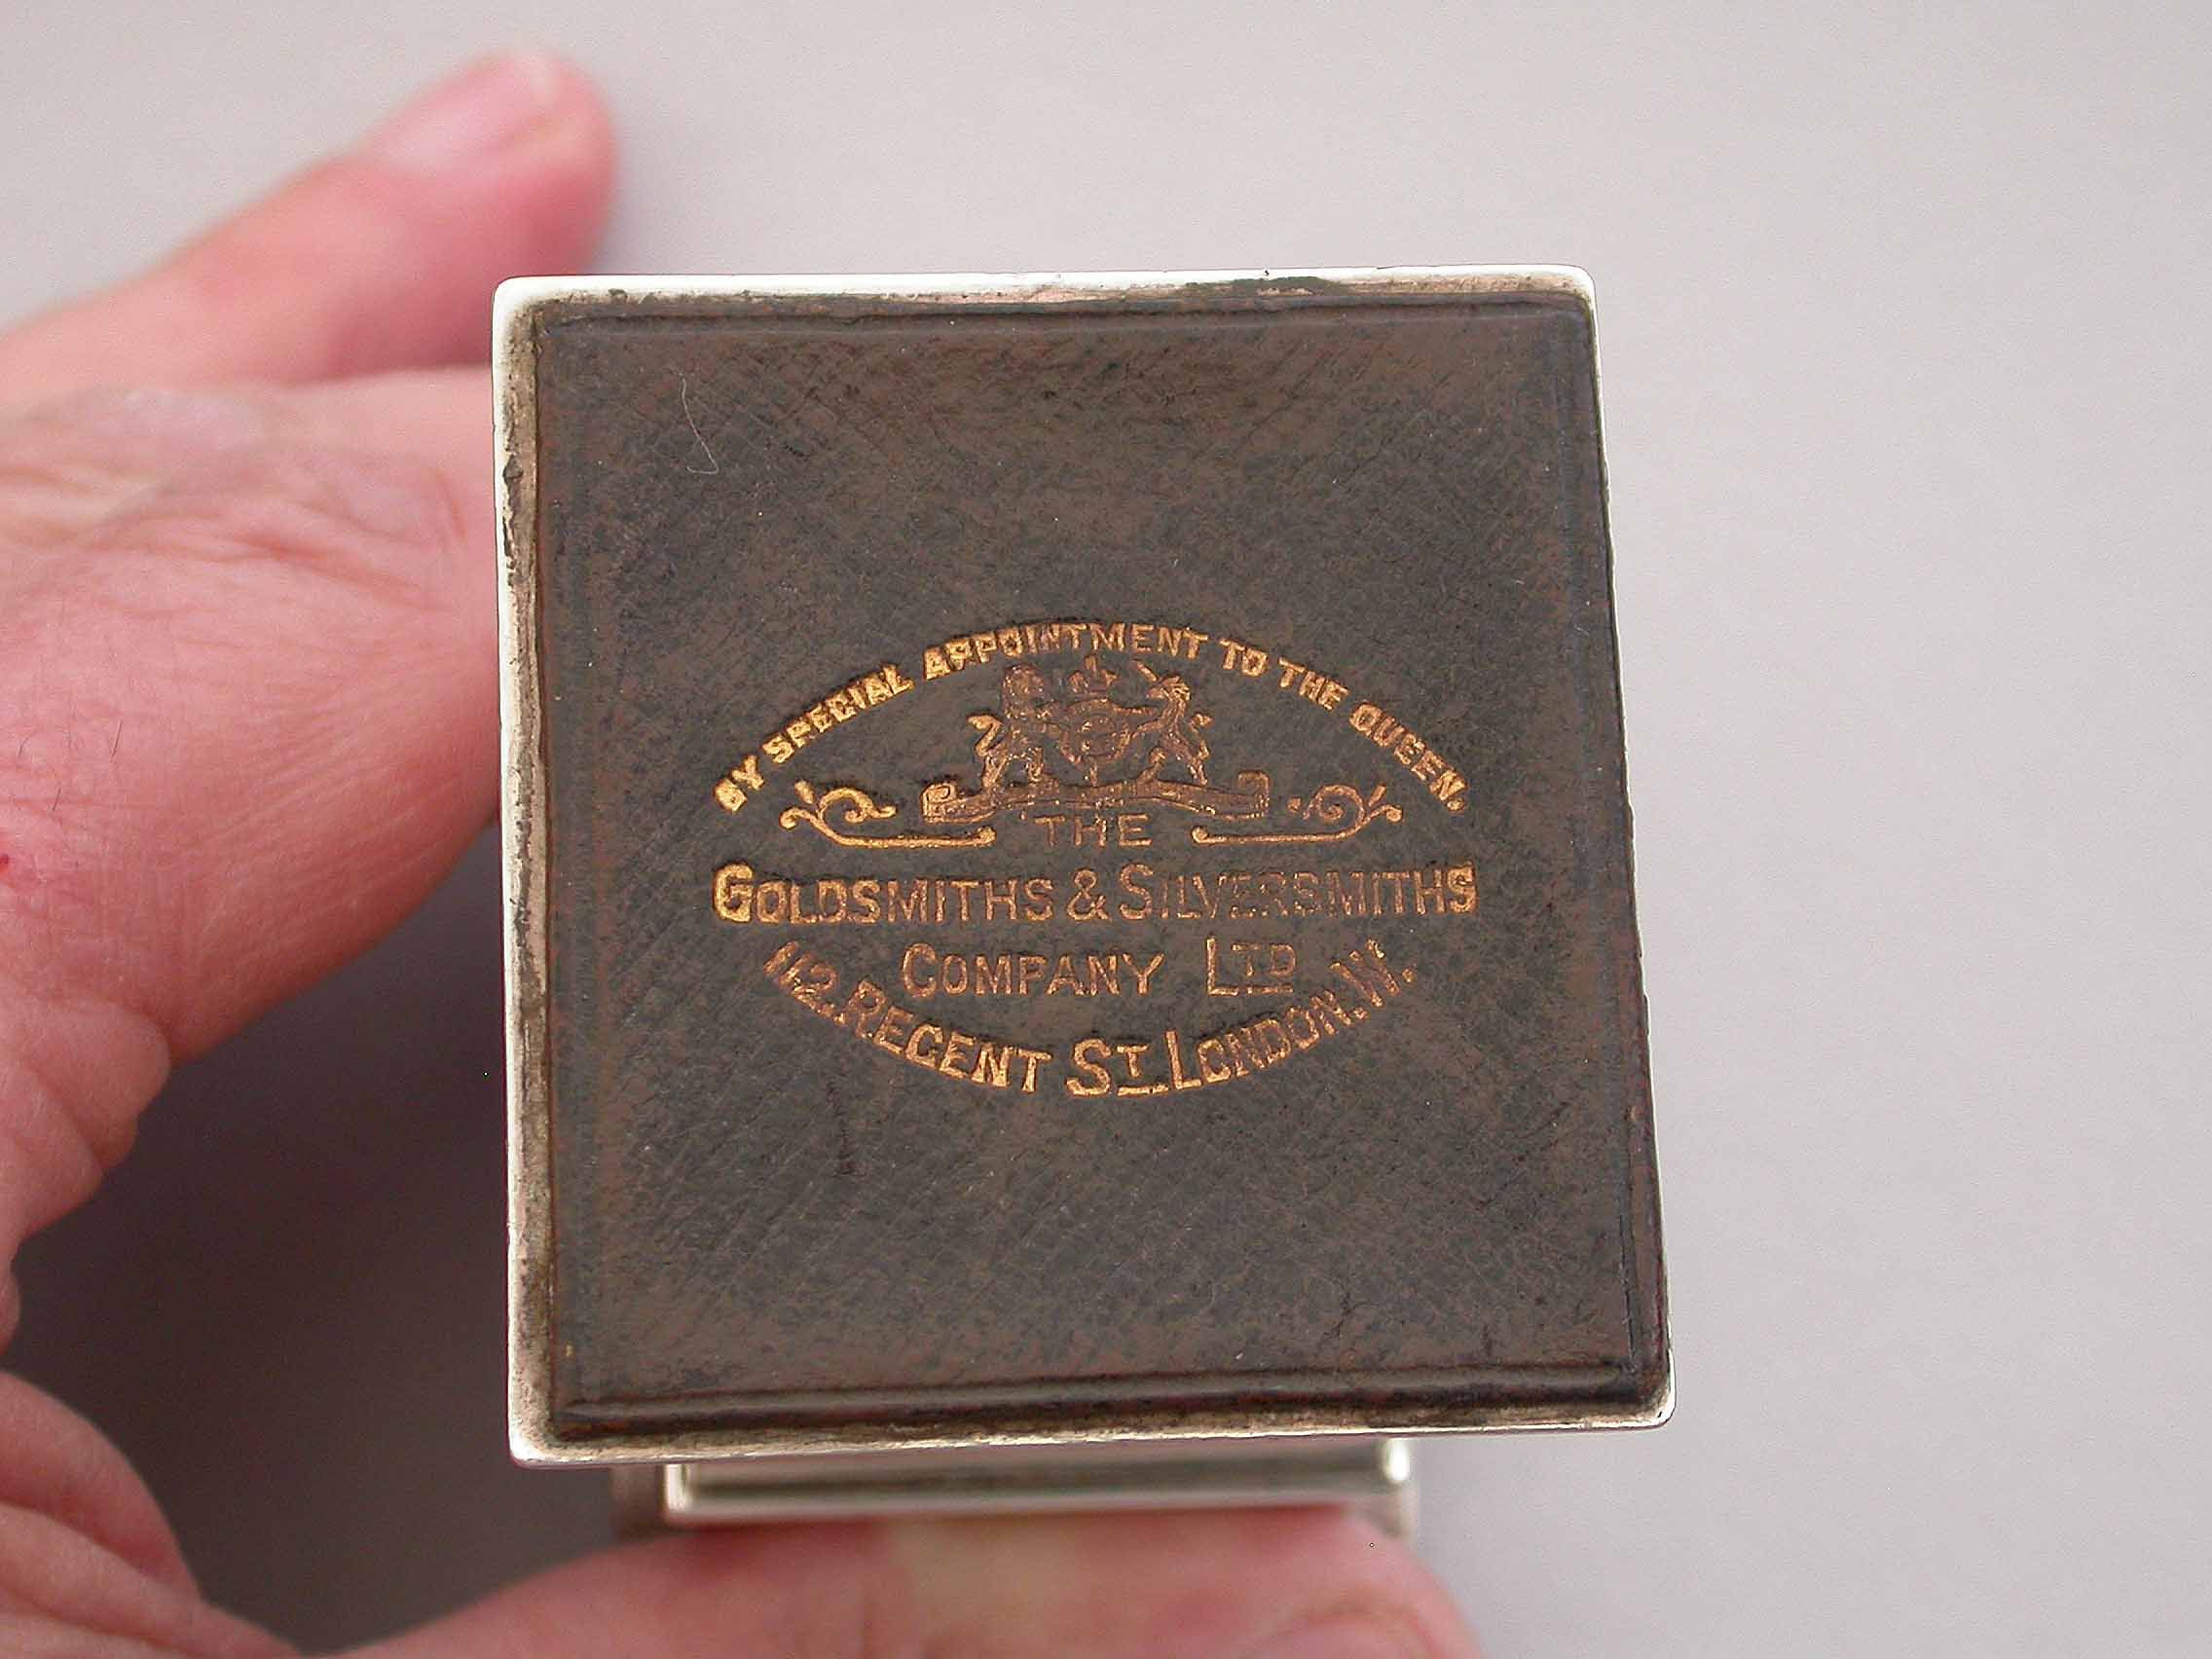 BY SPECIAL APPOINTMENT TO THE QUEEN.
THE
GOLDSMITHS & SILVERSMITHS
COMPANY LTD
112. REGENT ST. LONDON. W.